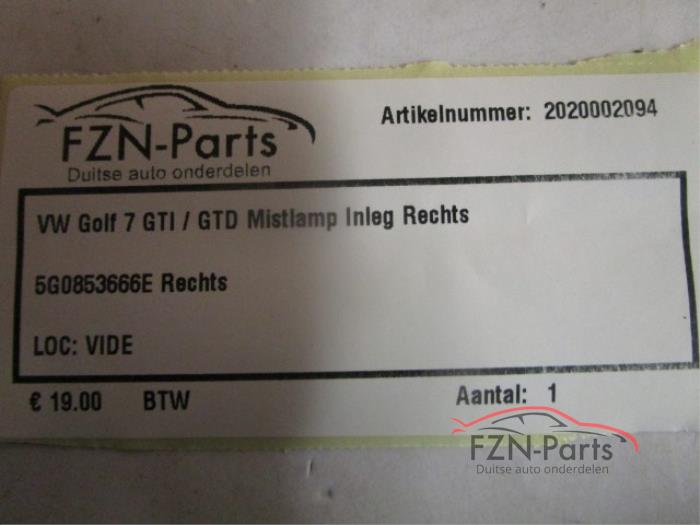 FZN-Parts
Duitse auto onderdelen
Artikelnummer: 2020002094
VW Golf 7 GTI / GTD Mistlamp Inleg Rechts
5G0853666E Rechts
LOC: VIDE
€ 19.00 BTW Aantal: 1
FZN-Parts
Duitse auto onderdelen